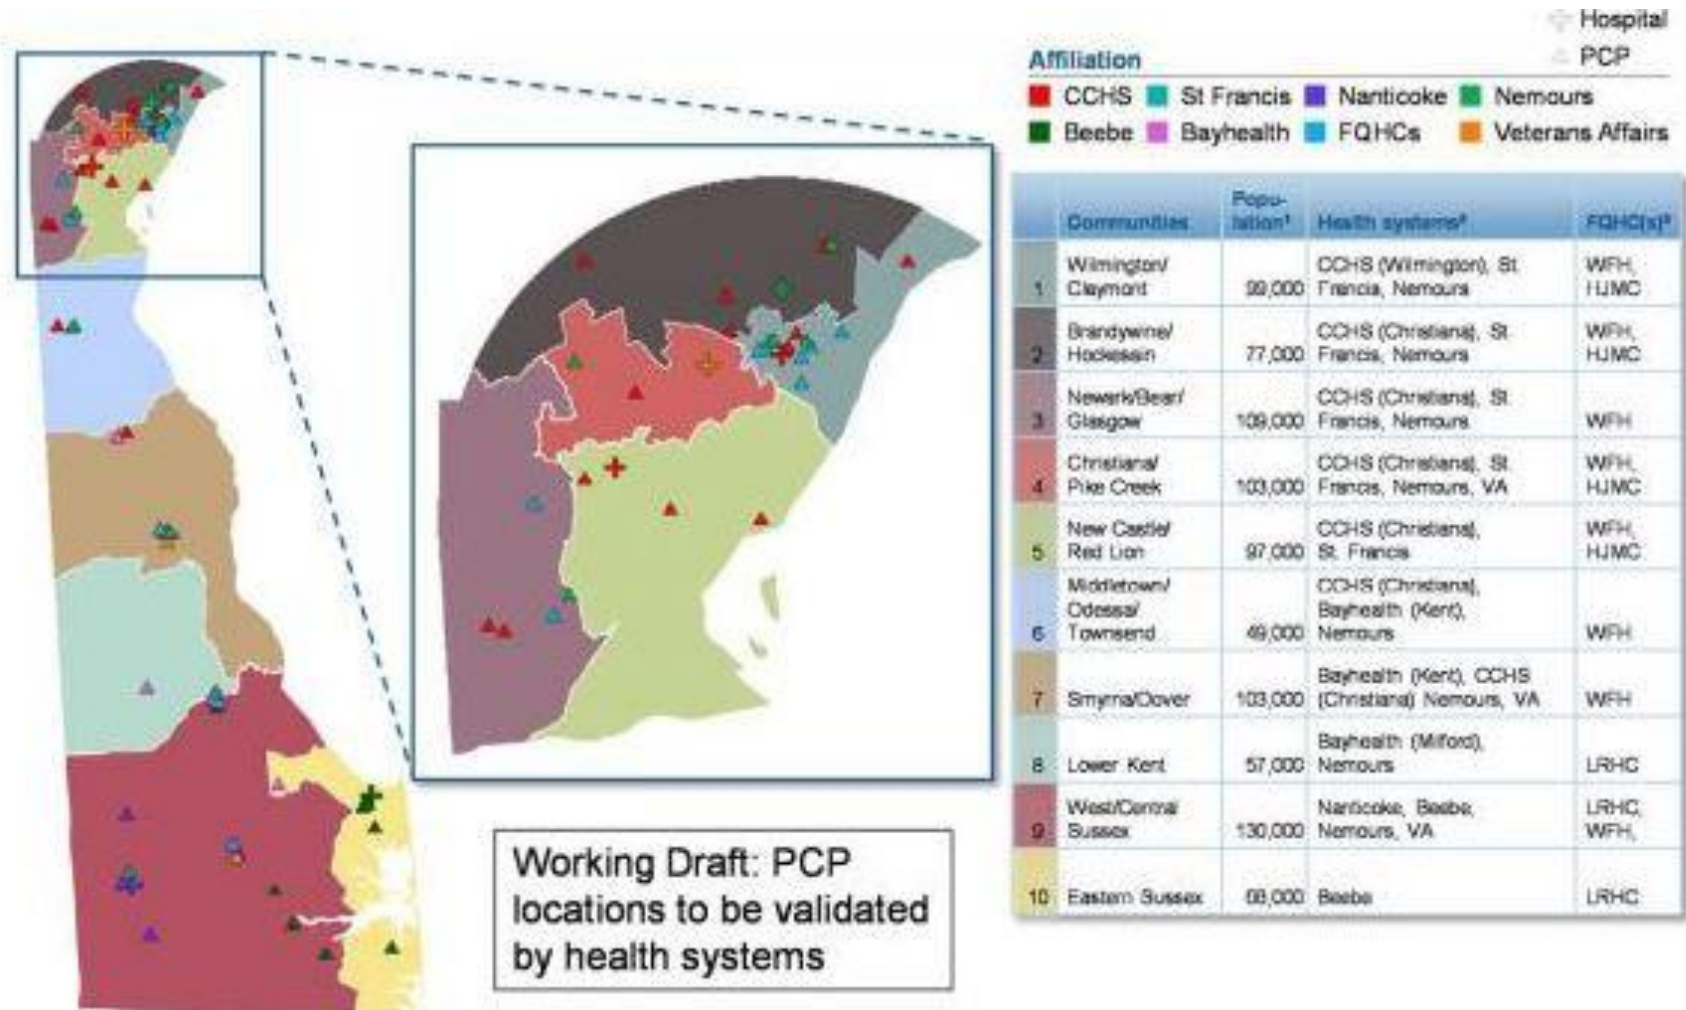 Hospital
Affiliation
PCP
CCHS St Francis Nanticoke Nemours
Beebe Bayhealth FQHCs Veterans Affairs
Communities Popu-lation¹ Health systems² FQHC(s)³
1 Wilmington/ Claymont 99,000 CCHS (Wilmington), St. Francis, Nemours WFH, HJMC
2 Brandywine/ Hockessin 77,000 CCHS (Christiana), St. Francis, Nemours WFH, HJMC
3 Newark/Bear/ Glasgow 109,000 CCHS (Christiana), St. Francis, Nemours WFH
4 Christiana/ Pike Creek 103,000 CCHS (Christiana), St. Francis, Nemours, VA WFH, HJMC
5 New Castle/ Red Lion 97,000 CCHS (Christiana), St. Francis WFH, HJMC
6 Middletown/ Odessa/ Townsend 49,000 CCHS (Christiana), Bayhealth (Kent), Nemours WFH
7 Smyrna/Dover 103,000 Bayhealth (Kent), CCHS (Christiana) Nemours, VA WFH
8 Lower Kent 57,000 Bayhealth (Milford), Nemours LRHC
9 West/Central Sussex 130,000 Nanticoke, Beebe, Nemours, VA LRHC, WFH,
10 Eastern Sussex Beebe LRHC
Working Draft: PCP
locations to be validated
by health systems